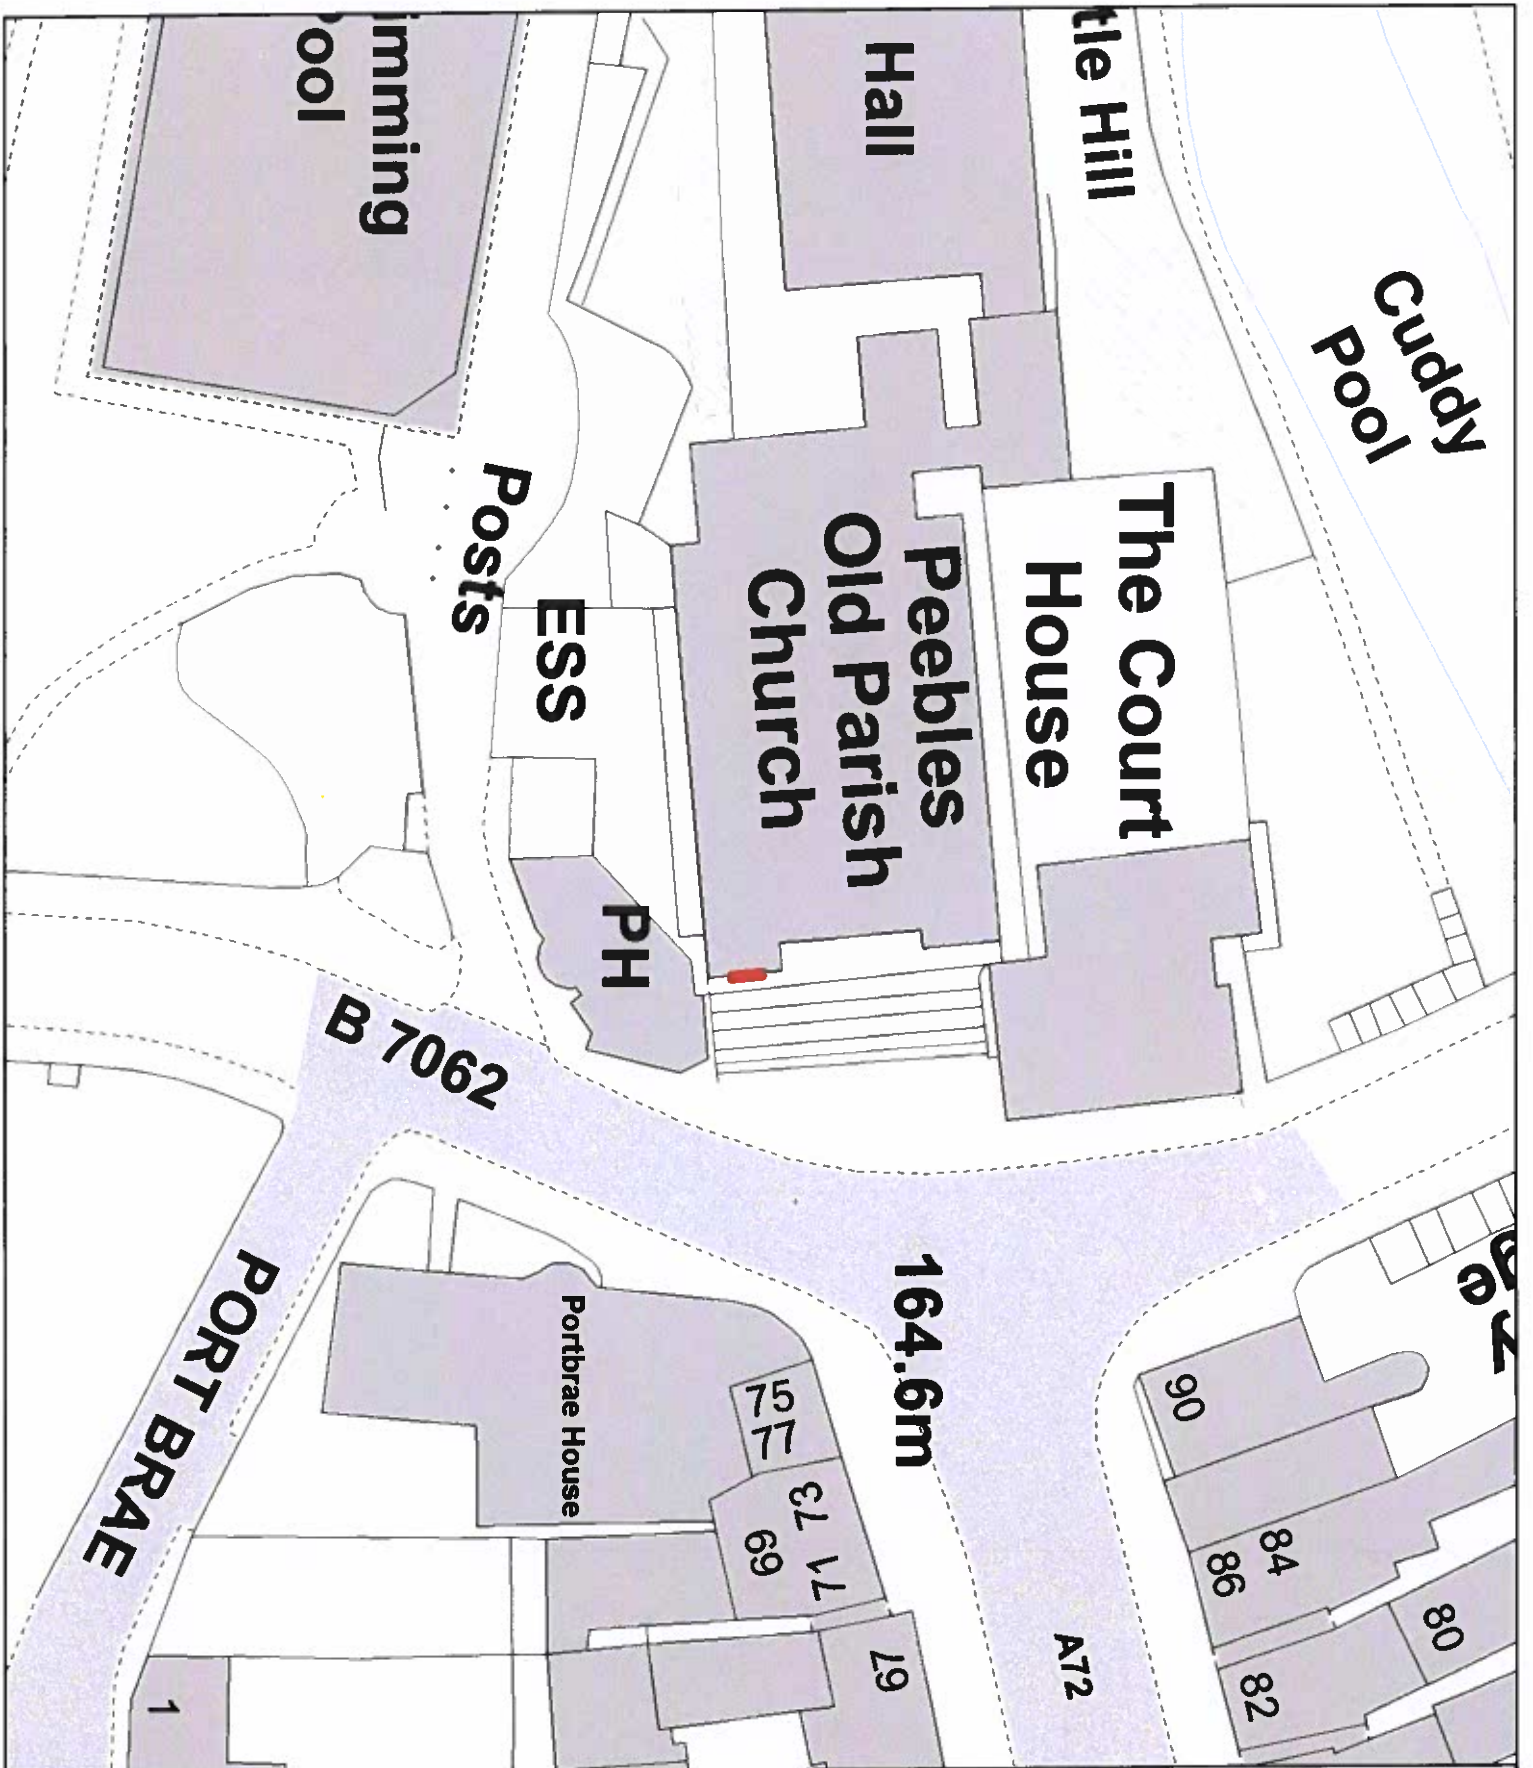 imming
ool
Hall
tle Hill
Cuddy
Pool
The Court
House
Peebles
Old Parish
Church
Posts
ESS
PH
B 7062
PORT BRAE
164.6m
A72
Portbrae House
75
77
73
71
69
67
90
84
86
80
82
1